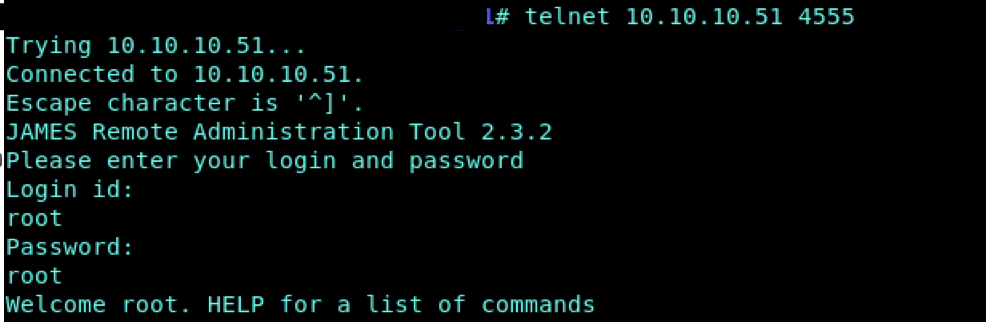 # telnet 10.10.10.51 4555
Trying 10.10.10.51...
Connected to 10.10.10.51.
Escape character is '^]'.
JAMES Remote Administration Tool 2.3.2
Please enter your login and password
Login id:
root
Password:
root
Welcome root. HELP for a list of commands